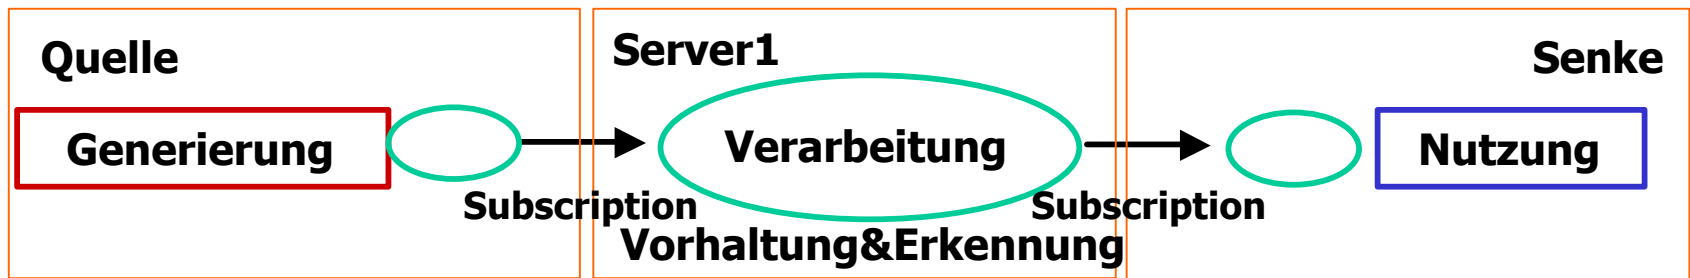 Quelle
Server1
Senke
Generierung
Verarbeitung
Nutzung
Subscription
Subscription
Vorhaltung&Erkennung